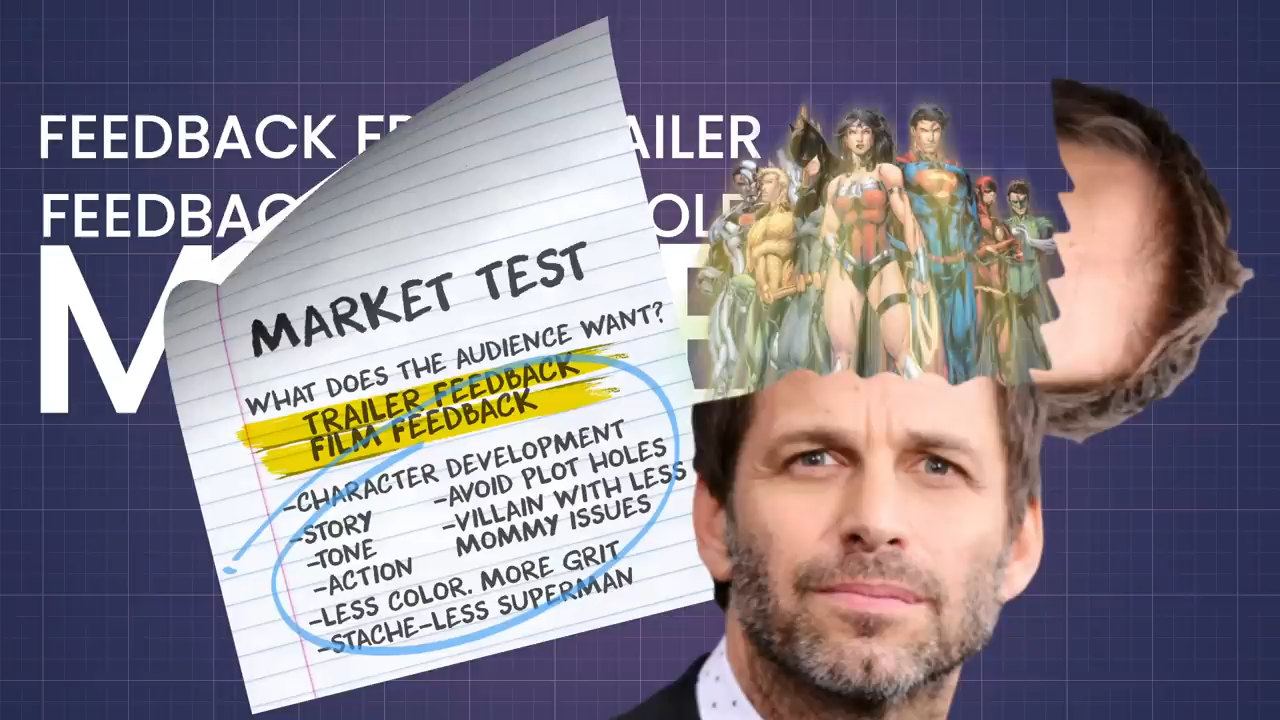 FEEDBACK AILER
FEEDBAC OL
M E
MARKET TEST
WHAT DOES THE AUDIENCE WANT?
TRAILER FEEDBACK
FILM FEEDBACK
-CHARACTER DEVELOPMENT
-STORY
-TONE
-ACTION
-AVOID PLOT HOLES
-VILLAIN WITH LESS
MOMMY ISSUES
-LESS COLOR. MORE GRIT
-STACHE-LESS SUPERMAN